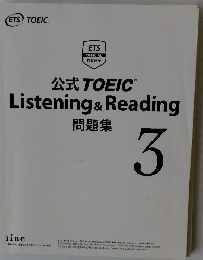 ETS TOEIC
ETS
公式 TOEIC
Listening & Reading
問題集
3